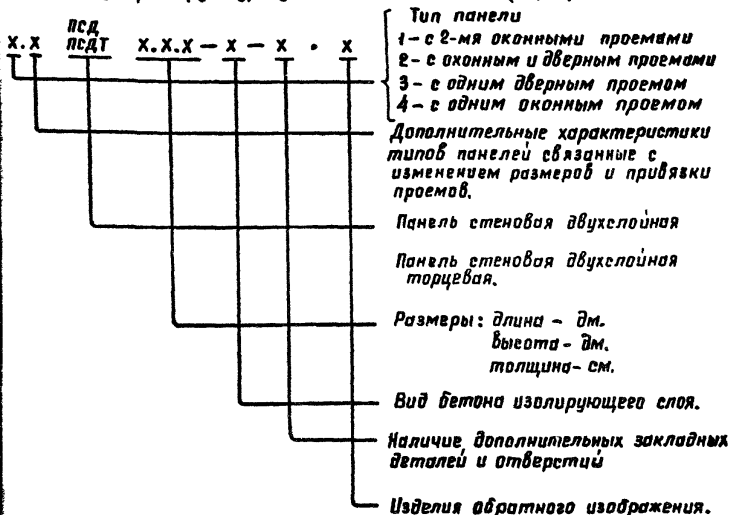 Тип панели
псд
х.х псдт х.х.х – х – х . х
1 – с 2-мя оконными проемами
2 – с оконным и дверным проемами
3 – с одним дверным проемом
4 – с одним оконным проемом
Дополнительные характеристики
типов панелей связанные с
изменением размеров и привязки
проемов.
Панель стеновая двухслойная
Панель стеновая двухслойная
торцевая.
Размеры: длина – дм.
высота – дм.
толщина – см.
Вид бетона изолирующего слоя.
Наличие дополнительных закладных
деталей и отверстий
Изделия обратного изображения.